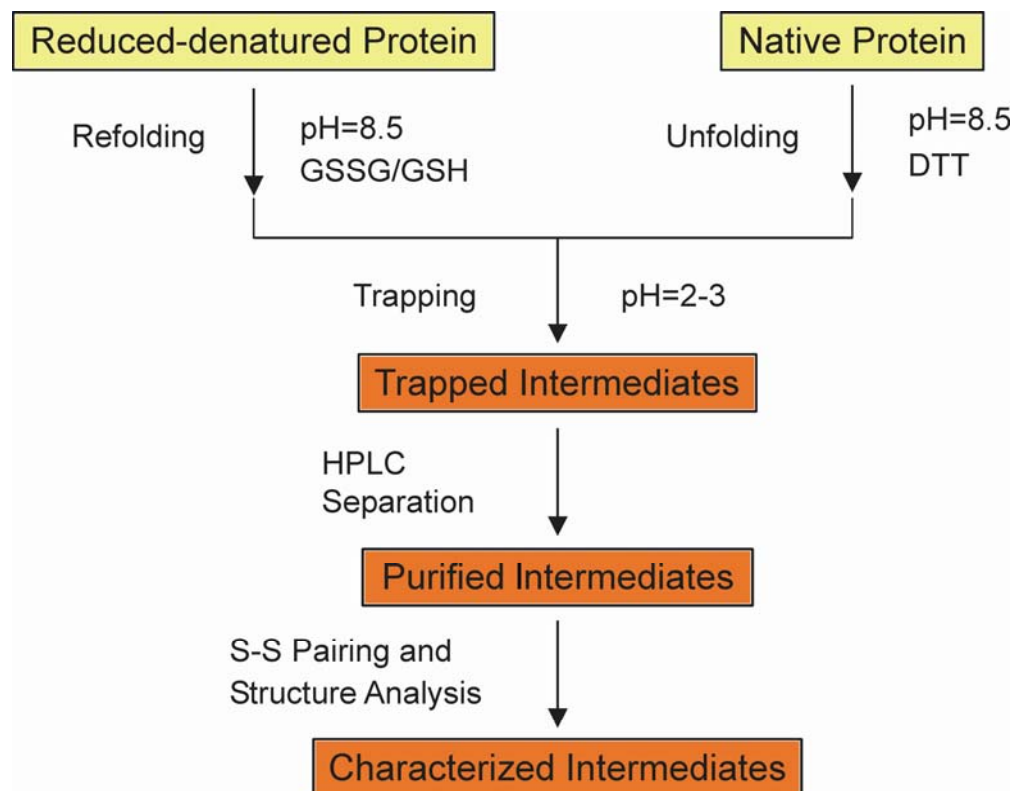 Reduced-denatured Protein
Native Protein
Refolding
pH=8.5
GSSG/GSH
Unfolding
pH=8.5
DTT
Trapping
pH=2-3
Trapped Intermediates
HPLC
Separation
Purified Intermediates
S-S Pairing and
Structure Analysis
Characterized Intermediates